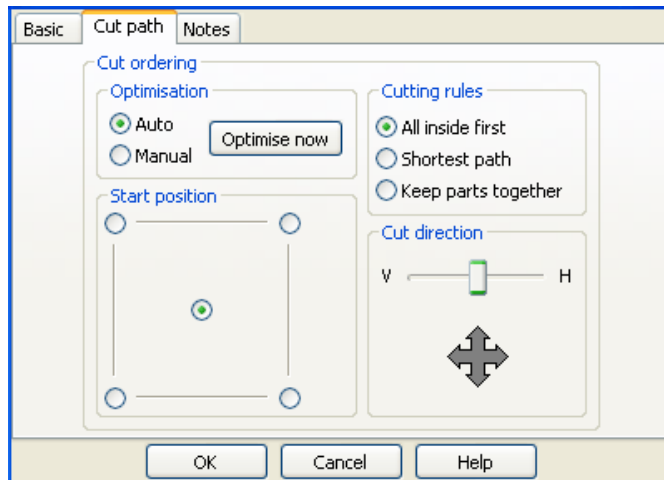 Basic
Cut path
Notes
Cut ordering
Optimisation
Auto
Manual
Optimise now
Start position
Cutting rules
All inside first
Shortest path
Keep parts together
Cut direction
V
H
OK
Cancel
Help